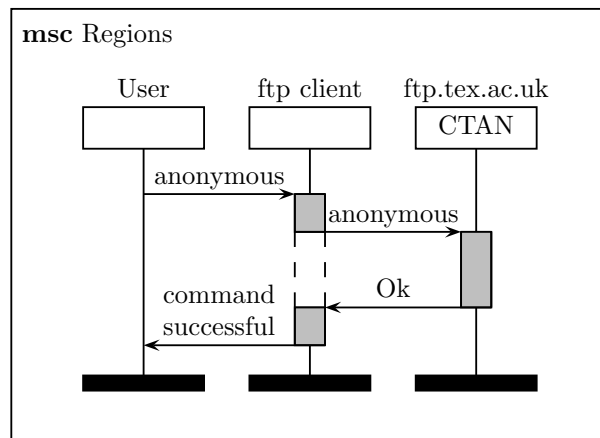 msc Regions
User
ftp client
ftp.tex.ac.uk
CTAN
anonymous
anonymous
Ok
command
successful